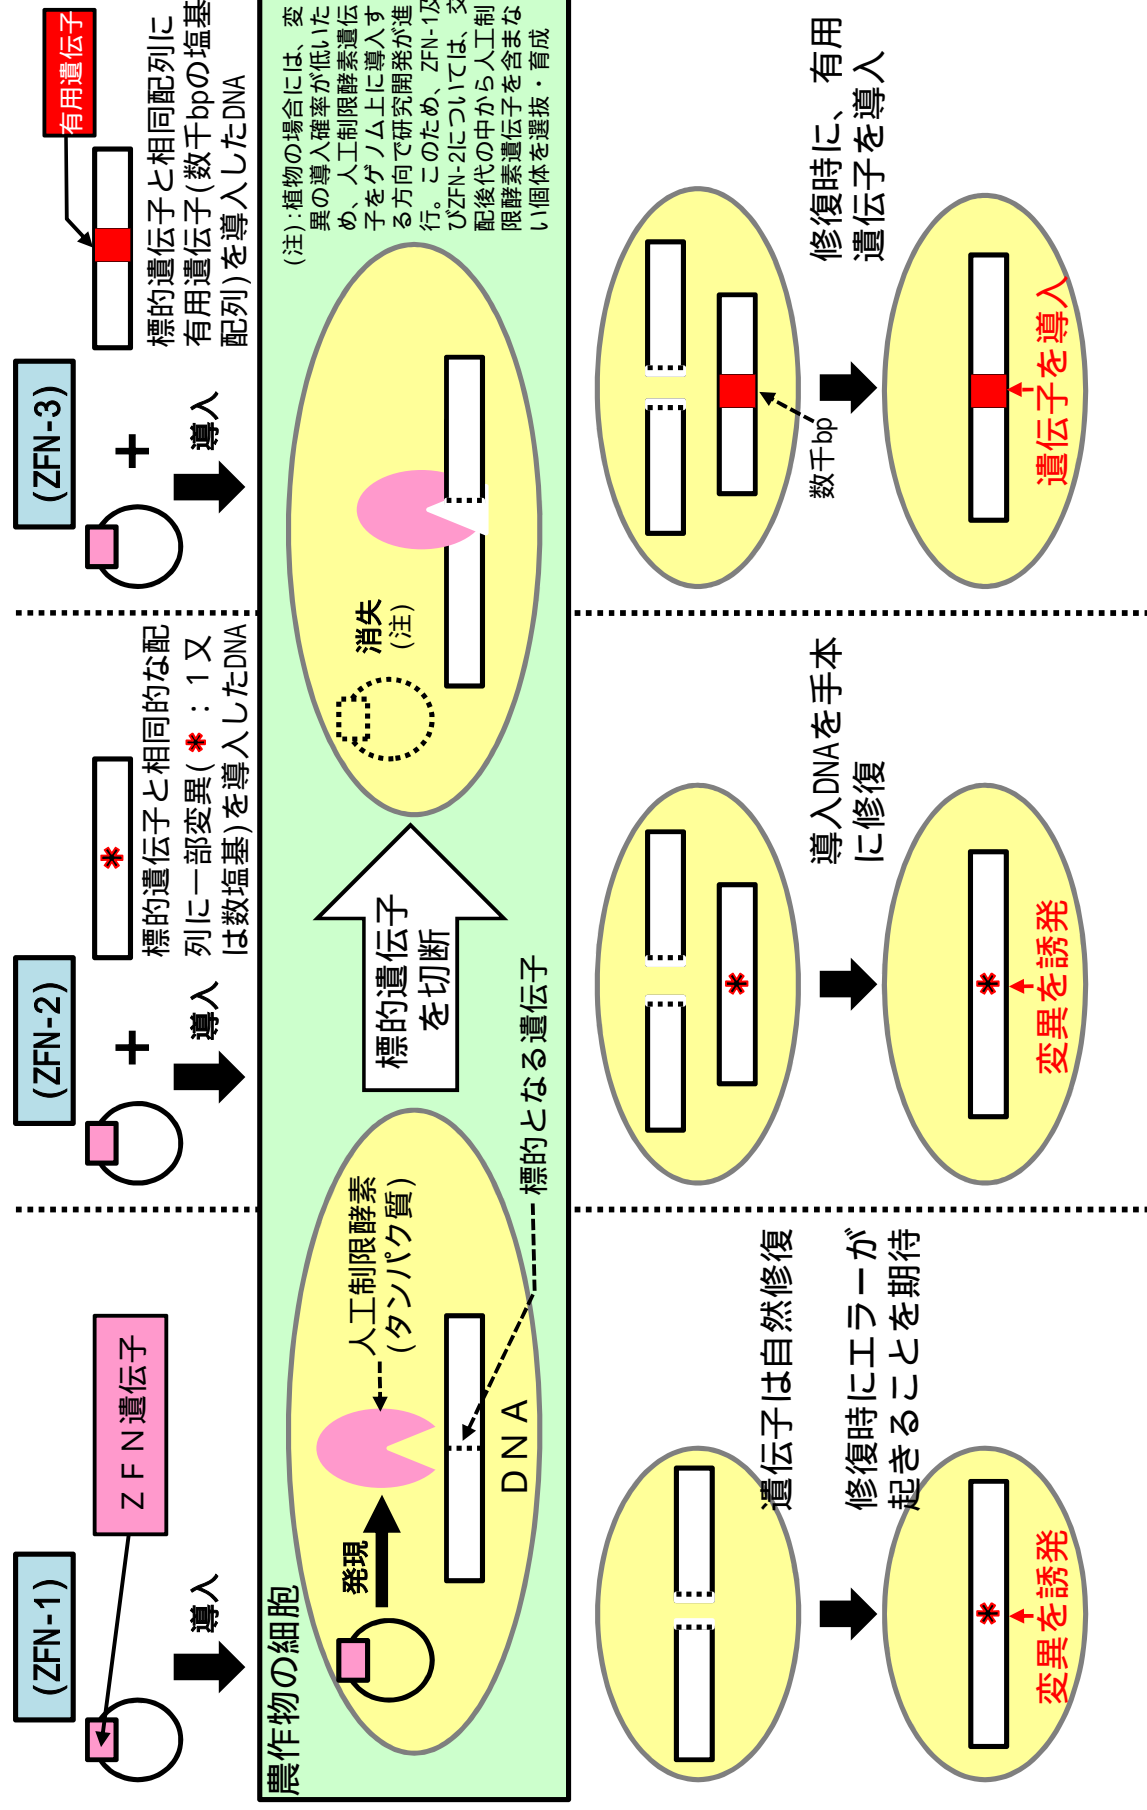 (ZFN-1)
ＺＦＮ遺伝子
導入
(ZFN-2)
+
導入
標的遺伝子と相同的な配
列に一部変異(＊：１又
は数塩基)を導入したDNA
(ZFN-3)
+
導入
有用遺伝子
標的遺伝子と相同配列に
有用遺伝子(数千bpの塩基
配列)を導入したDNA
農作物の細胞
発現
人工制限酵素
(タンパク質)
ＤＮＡ
標的となる遺伝子
標的遺伝子
を切断
消失
(注)
(注):植物の場合には、変
異の導入確率が低いた
め、人工制限酵素遺伝
子をゲノム上に導入す
る方向で研究開発が進
行。このため、ZFN-1及
びZFN-2については、交
配後代の中から人工制
限酵素遺伝子を含まな
い個体を選抜・育成
遺伝子は自然修復
修復時にエラーが
起きることを期待
変異を誘発
導入DNAを手本
に修復
変異を誘発
数千bp
修復時に、有用
遺伝子を導入
遺伝子を導入